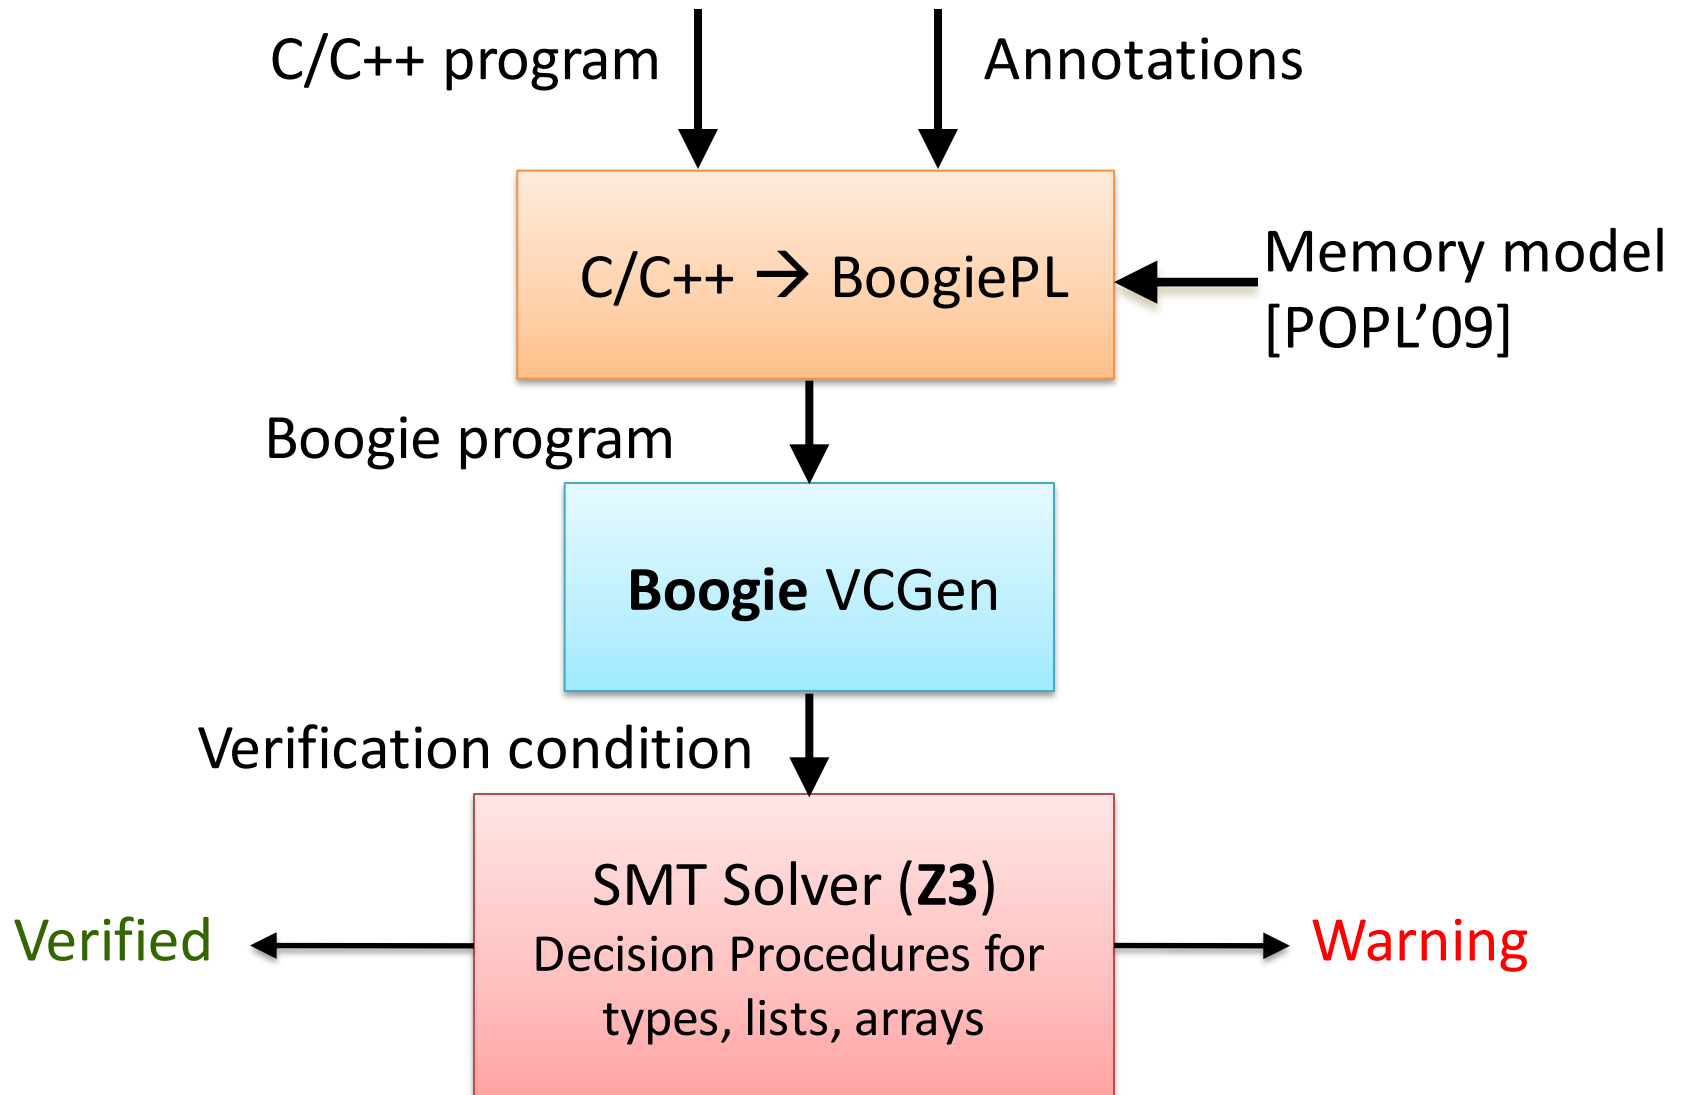 C/C++ program
Annotations
C/C++ → BoogiePL
Memory model
[POPL’09]
Boogie program
Boogie VCGen
Verification condition
SMT Solver (Z3)
Decision Procedures for
types, lists, arrays
Verified
Warning